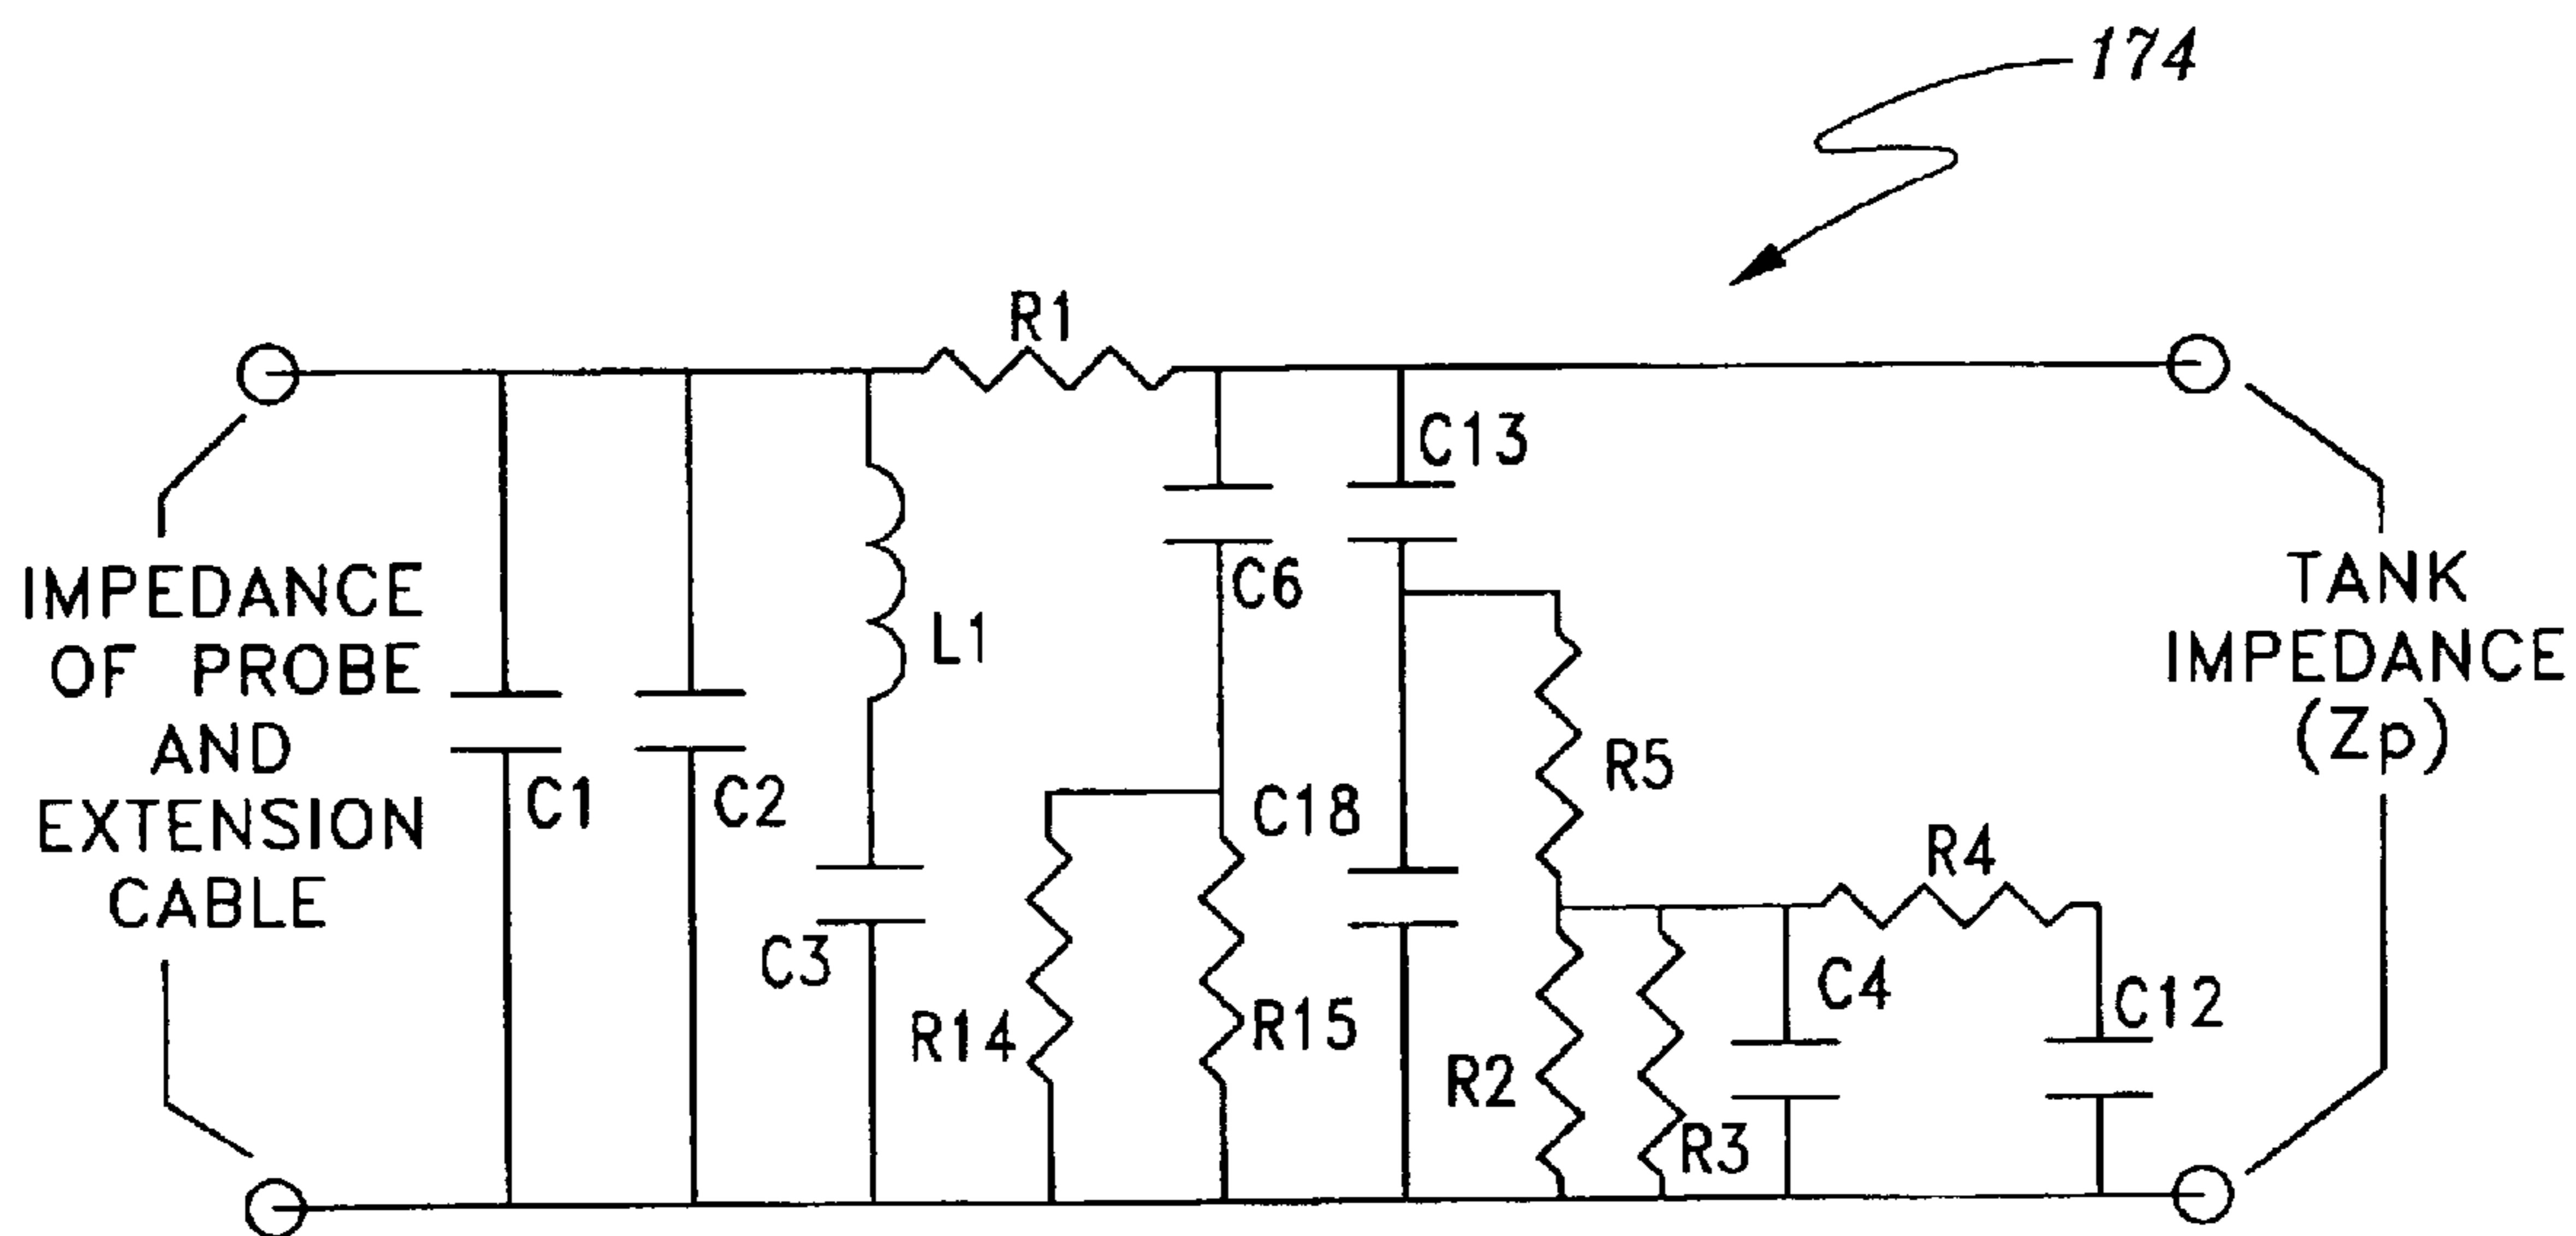 174
R1
C13
C6
IMPEDANCE
OF PROBE
AND
EXTENSION
CABLE
TANK
IMPEDANCE
(Zp)
L1
C1
C2
C18
R5
R4
C3
C4
C12
R14
R15
R2
R3